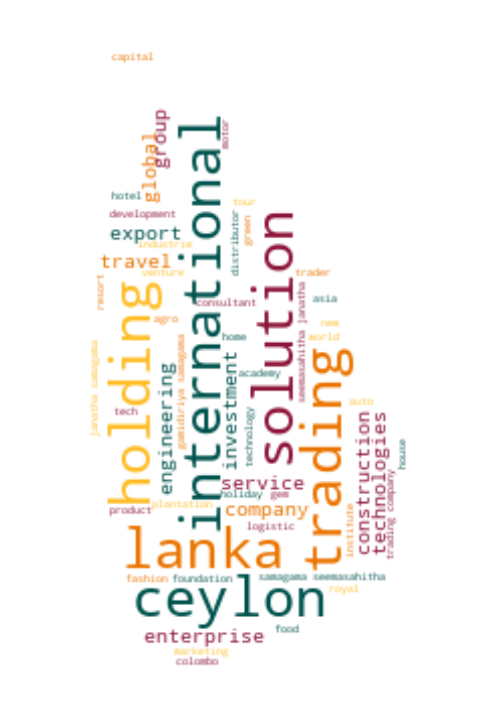 capital
group
global
international
motor
hotel
tour
development
green
distributor
solution
export
industrie
travel
venture
trader
resort
holding
consultant
seemasahitha janatha
asia
agro
new
home
world
gamidiriya samagama
janatha samagama
trading
investment
engineering
academy
auto
tech
technology
construction
technologies
house
service
trading company
holiday
gem
plantation
product
company
institute
logistic
lanka
fashion
foundation
samagama seemasahitha
ceylon
royal
food
enterprise
marketing
colombo